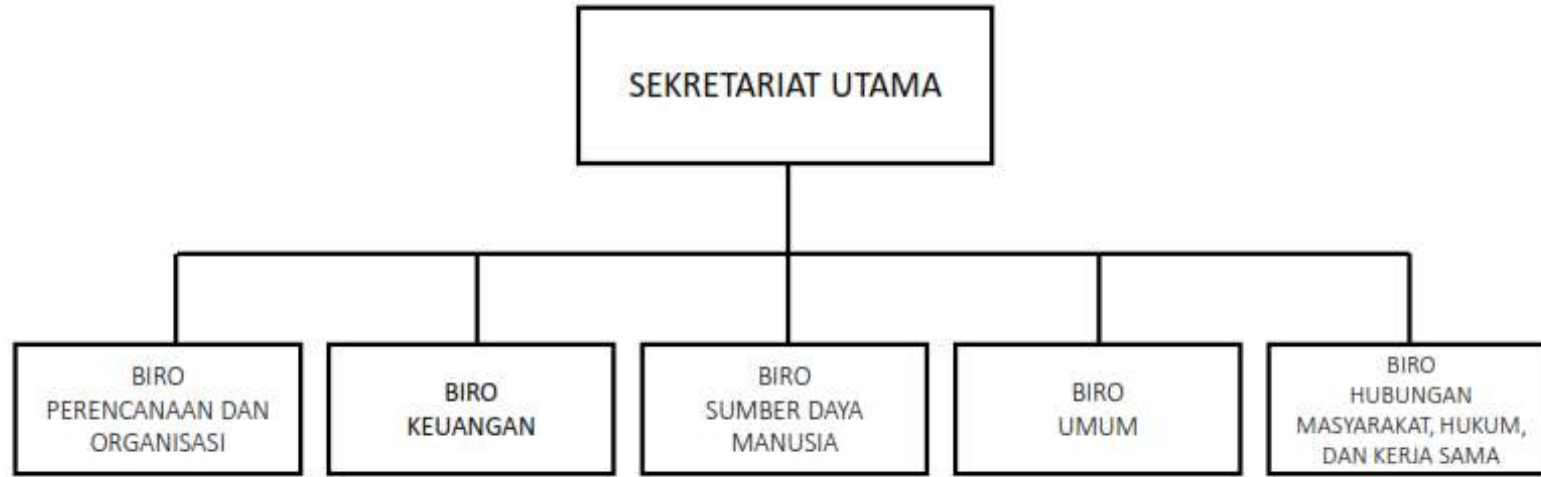 SEKRETARIAT UTAMA
BIRO
PERENCANAAN DAN
ORGANISASI
BIRO
KEUANGAN
BIRO
SUMBER DAYA
MANUSIA
BIRO
UMUM
BIRO
HUBUNGAN
MASYARAKAT, HUKUM,
DAN KERJA SAMA